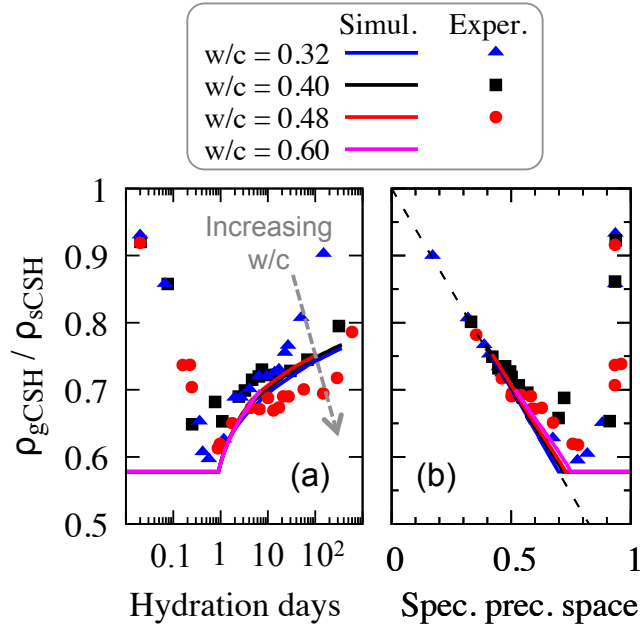 Simul. Exper.
w/c = 0.32
w/c = 0.40
w/c = 0.48
w/c = 0.60
ρgCSH / ρsCSH
1
0.9
0.8
0.7
0.6
0.5
Increasing
w/c
(a)
(b)
0.1 1 10 10²
0 0.5 1
Hydration days
Spec. prec. space